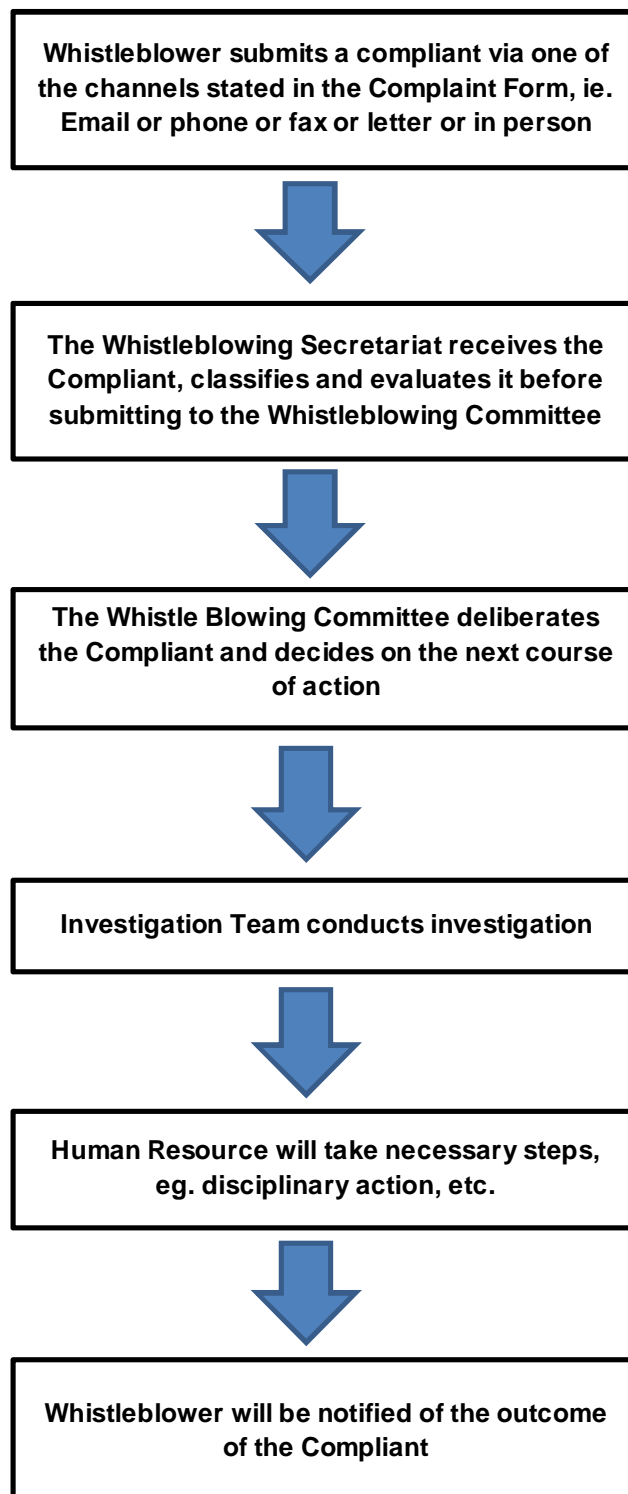 Whistleblower submits a compliant via one of
the channels stated in the Complaint Form, ie.
Email or phone or fax or letter or in person
The Whistleblowing Secretariat receives the
Compliant, classifies and evaluates it before
submitting to the Whistleblowing Committee
The Whistle Blowing Committee deliberates
the Compliant and decides on the next course
of action
Investigation Team conducts investigation
Human Resource will take necessary steps,
eg. disciplinary action, etc.
Whistleblower will be notified of the outcome
of the Compliant